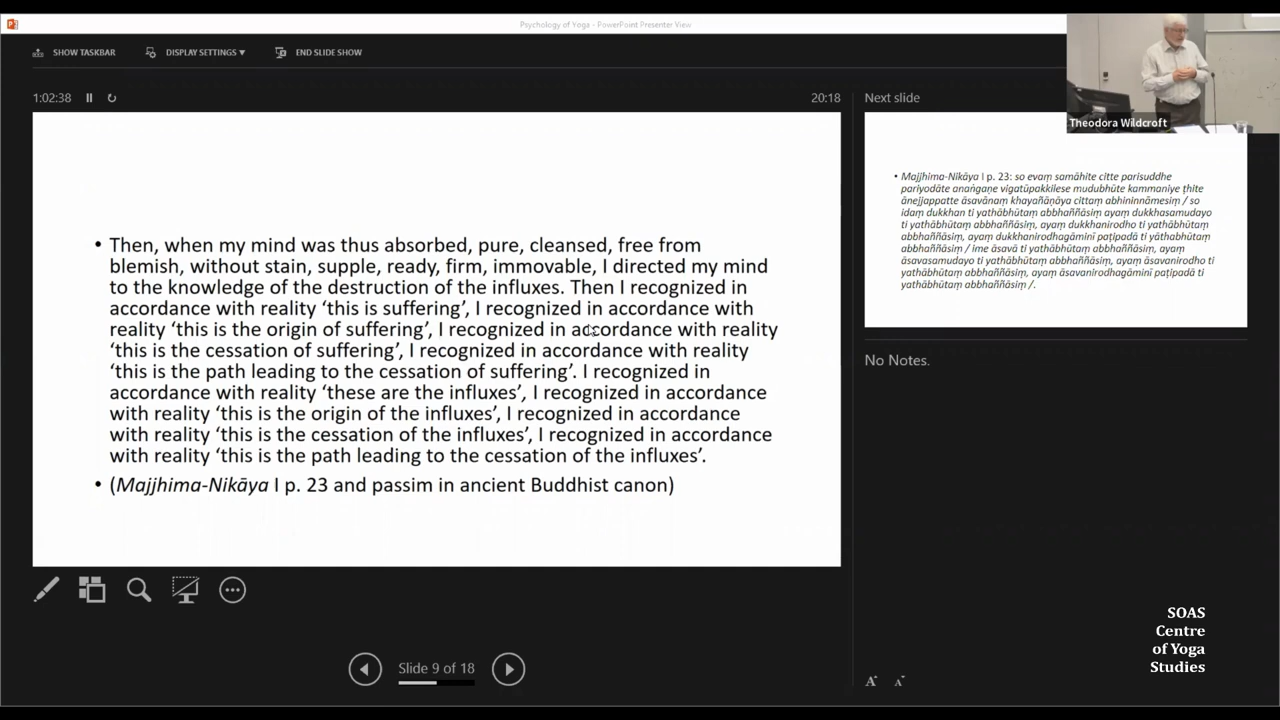 Psychology of Yoga - PowerPoint Presenter View
SHOW TASKBAR
DISPLAY SETTINGS ▾
END SLIDE SHOW
1:02:38
20:18
Next slide
Theodora Wildcroft
• Then, when my mind was thus absorbed, pure, cleansed, free from
blemish, without stain, supple, ready, firm, immovable, I directed my mind
to the knowledge of the destruction of the influxes. Then I recognized in
accordance with reality ‘this is suffering’, I recognized in accordance with
reality ‘this is the origin of suffering’, I recognized in accordance with reality
‘this is the cessation of suffering’, I recognized in accordance with reality
‘this is the path leading to the cessation of suffering’. I recognized in
accordance with reality ‘these are the influxes’, I recognized in accordance
with reality ‘this is the origin of the influxes’, I recognized in accordance
with reality ‘this is the cessation of the influxes’, I recognized in accordance
with reality ‘this is the path leading to the cessation of the influxes’.
• (Majjhima-Nikāya I p. 23 and passim in ancient Buddhist canon)
• Majjhima-Nikāya I p. 23: so evaṃ samāhite citte parisuddhe
pariyodāte anaṅgaṇe vigatūpakkilese mudubhūte kammaniye ṭhite
ānejjappatte āsavānaṃ khayañāṇāya cittaṃ abhininnāmesiṃ / so
idaṃ dukkhan ti yathābhūtaṃ abbhaññāsiṃ ayaṃ dukkhasamudayo
ti yathābhūtaṃ abbhaññāsiṃ, ayaṃ dukkhanirodho ti yathābhūtaṃ
abbhaññāsiṃ, ayaṃ dukkhanirodhagāminī paṭipadā ti yāthabhūtaṃ
abbhaññāsiṃ / ime āsavā ti yathābhūtaṃ abbhaññāsiṃ, ayaṃ
āsavasamudayo ti yathābhūtaṃ abbhaññāsiṃ, ayaṃ āsavanirodho ti
yathābhūtaṃ abbhaññāsiṃ, ayaṃ āsavanirodhagāminī paṭipadā ti
yathābhūtaṃ abbhaññāsiṃ /.
No Notes.
Slide 9 of 18
SOAS
Centre
of Yoga
Studies
A A